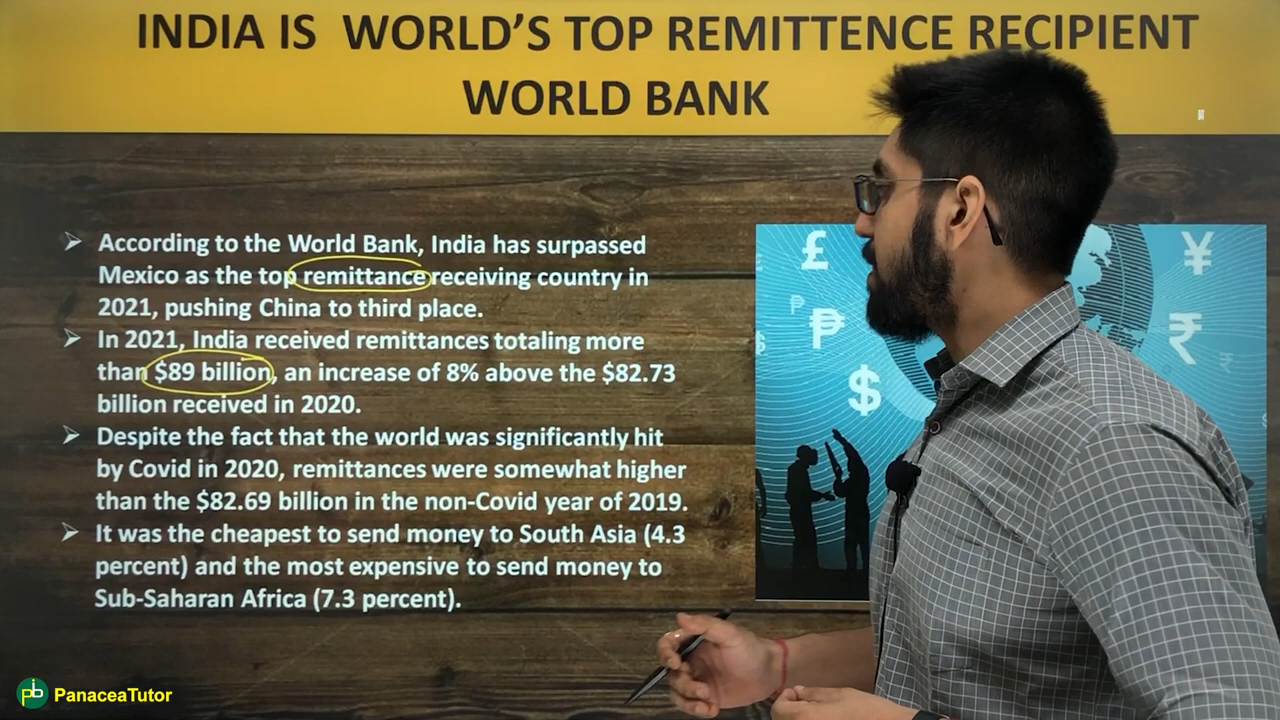 INDIA IS WORLD'S TOP REMITTENCE RECIPIENT
WORLD BANK
➢ According to the World Bank, India has surpassed
Mexico as the top remittance receiving country in
2021, pushing China to third place.
➢ In 2021, India received remittances totaling more
than $89 billion, an increase of 8% above the $82.73
billion received in 2020.
➢ Despite the fact that the world was significantly hit
by Covid in 2020, remittances were somewhat higher
than the $82.69 billion in the non-Covid year of 2019.
➢ It was the cheapest to send money to South Asia (4.3
percent) and the most expensive to send money to
Sub-Saharan Africa (7.3 percent).
£
¥
₱
₱
$
₹
₹
$
pb PanaceaTutor